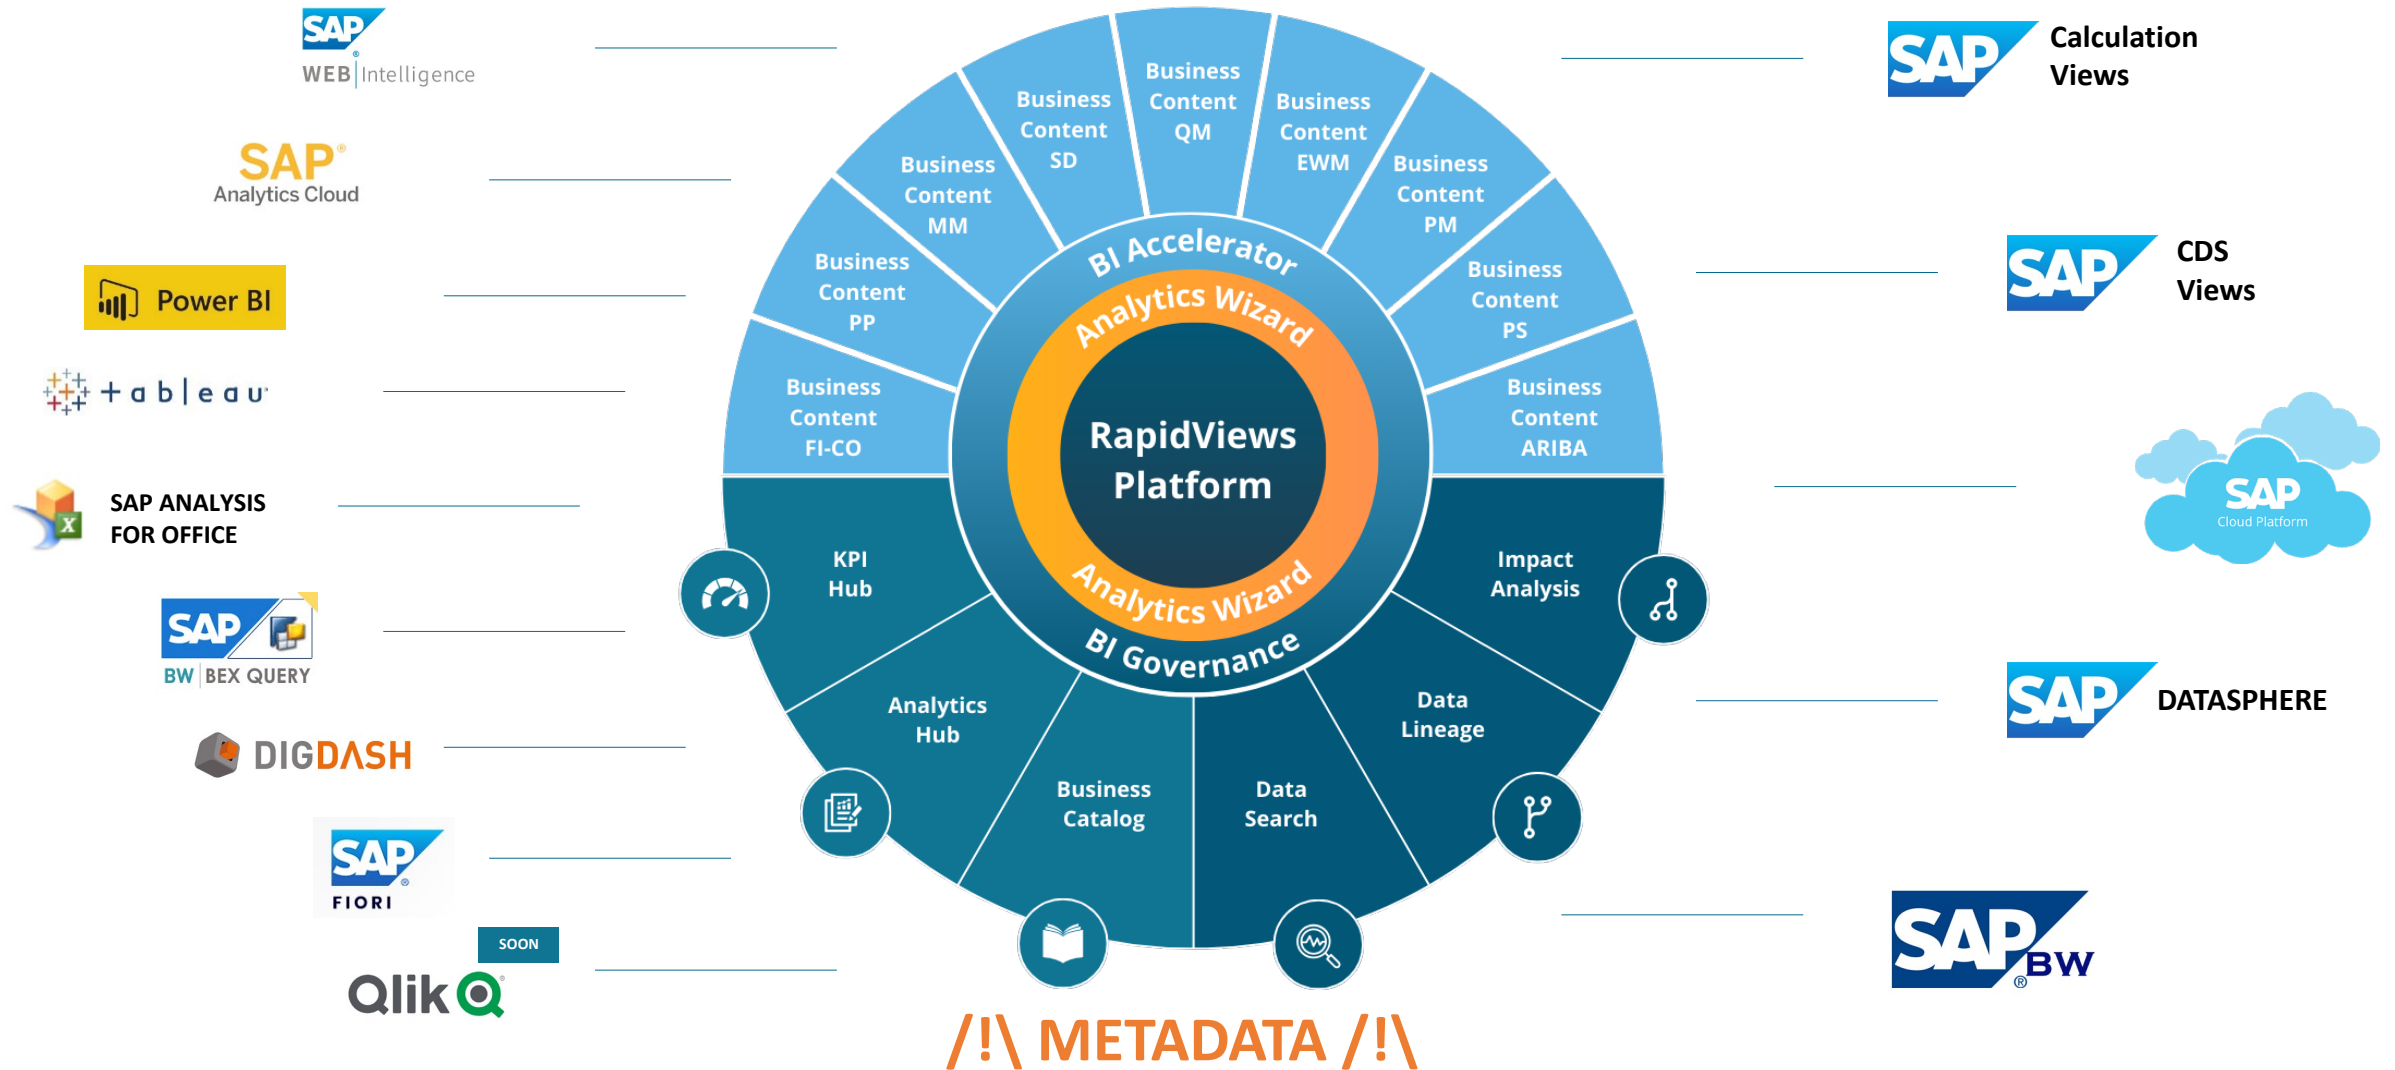 SAP
®
WEB Intelligence
SAP®
Analytics Cloud
Power BI
+ableau
SAP ANALYSIS
FOR OFFICE
SAP
BW BEX QUERY
DIGDASH
SAP
®
FIORI
SOON
Qlik
Business
Content
FI-CO
Business
Content
PP
Business
Content
MM
Business
Content
SD
Business
Content
QM
Business
Content
EWM
Business
Content
PM
Business
Content
PS
Business
Content
ARIBA
BI Accelerator
Analytics Wizard
RapidViews
Platform
Analytics Wizard
BI Governance
KPI
Hub
Analytics
Hub
Business
Catalog
Data
Search
Data
Lineage
Impact
Analysis
/!\ METADATA /!\
SAP
Calculation
Views
SAP
CDS
Views
SAP
Cloud Platform
SAP
DATASPHERE
SAP
®
BW